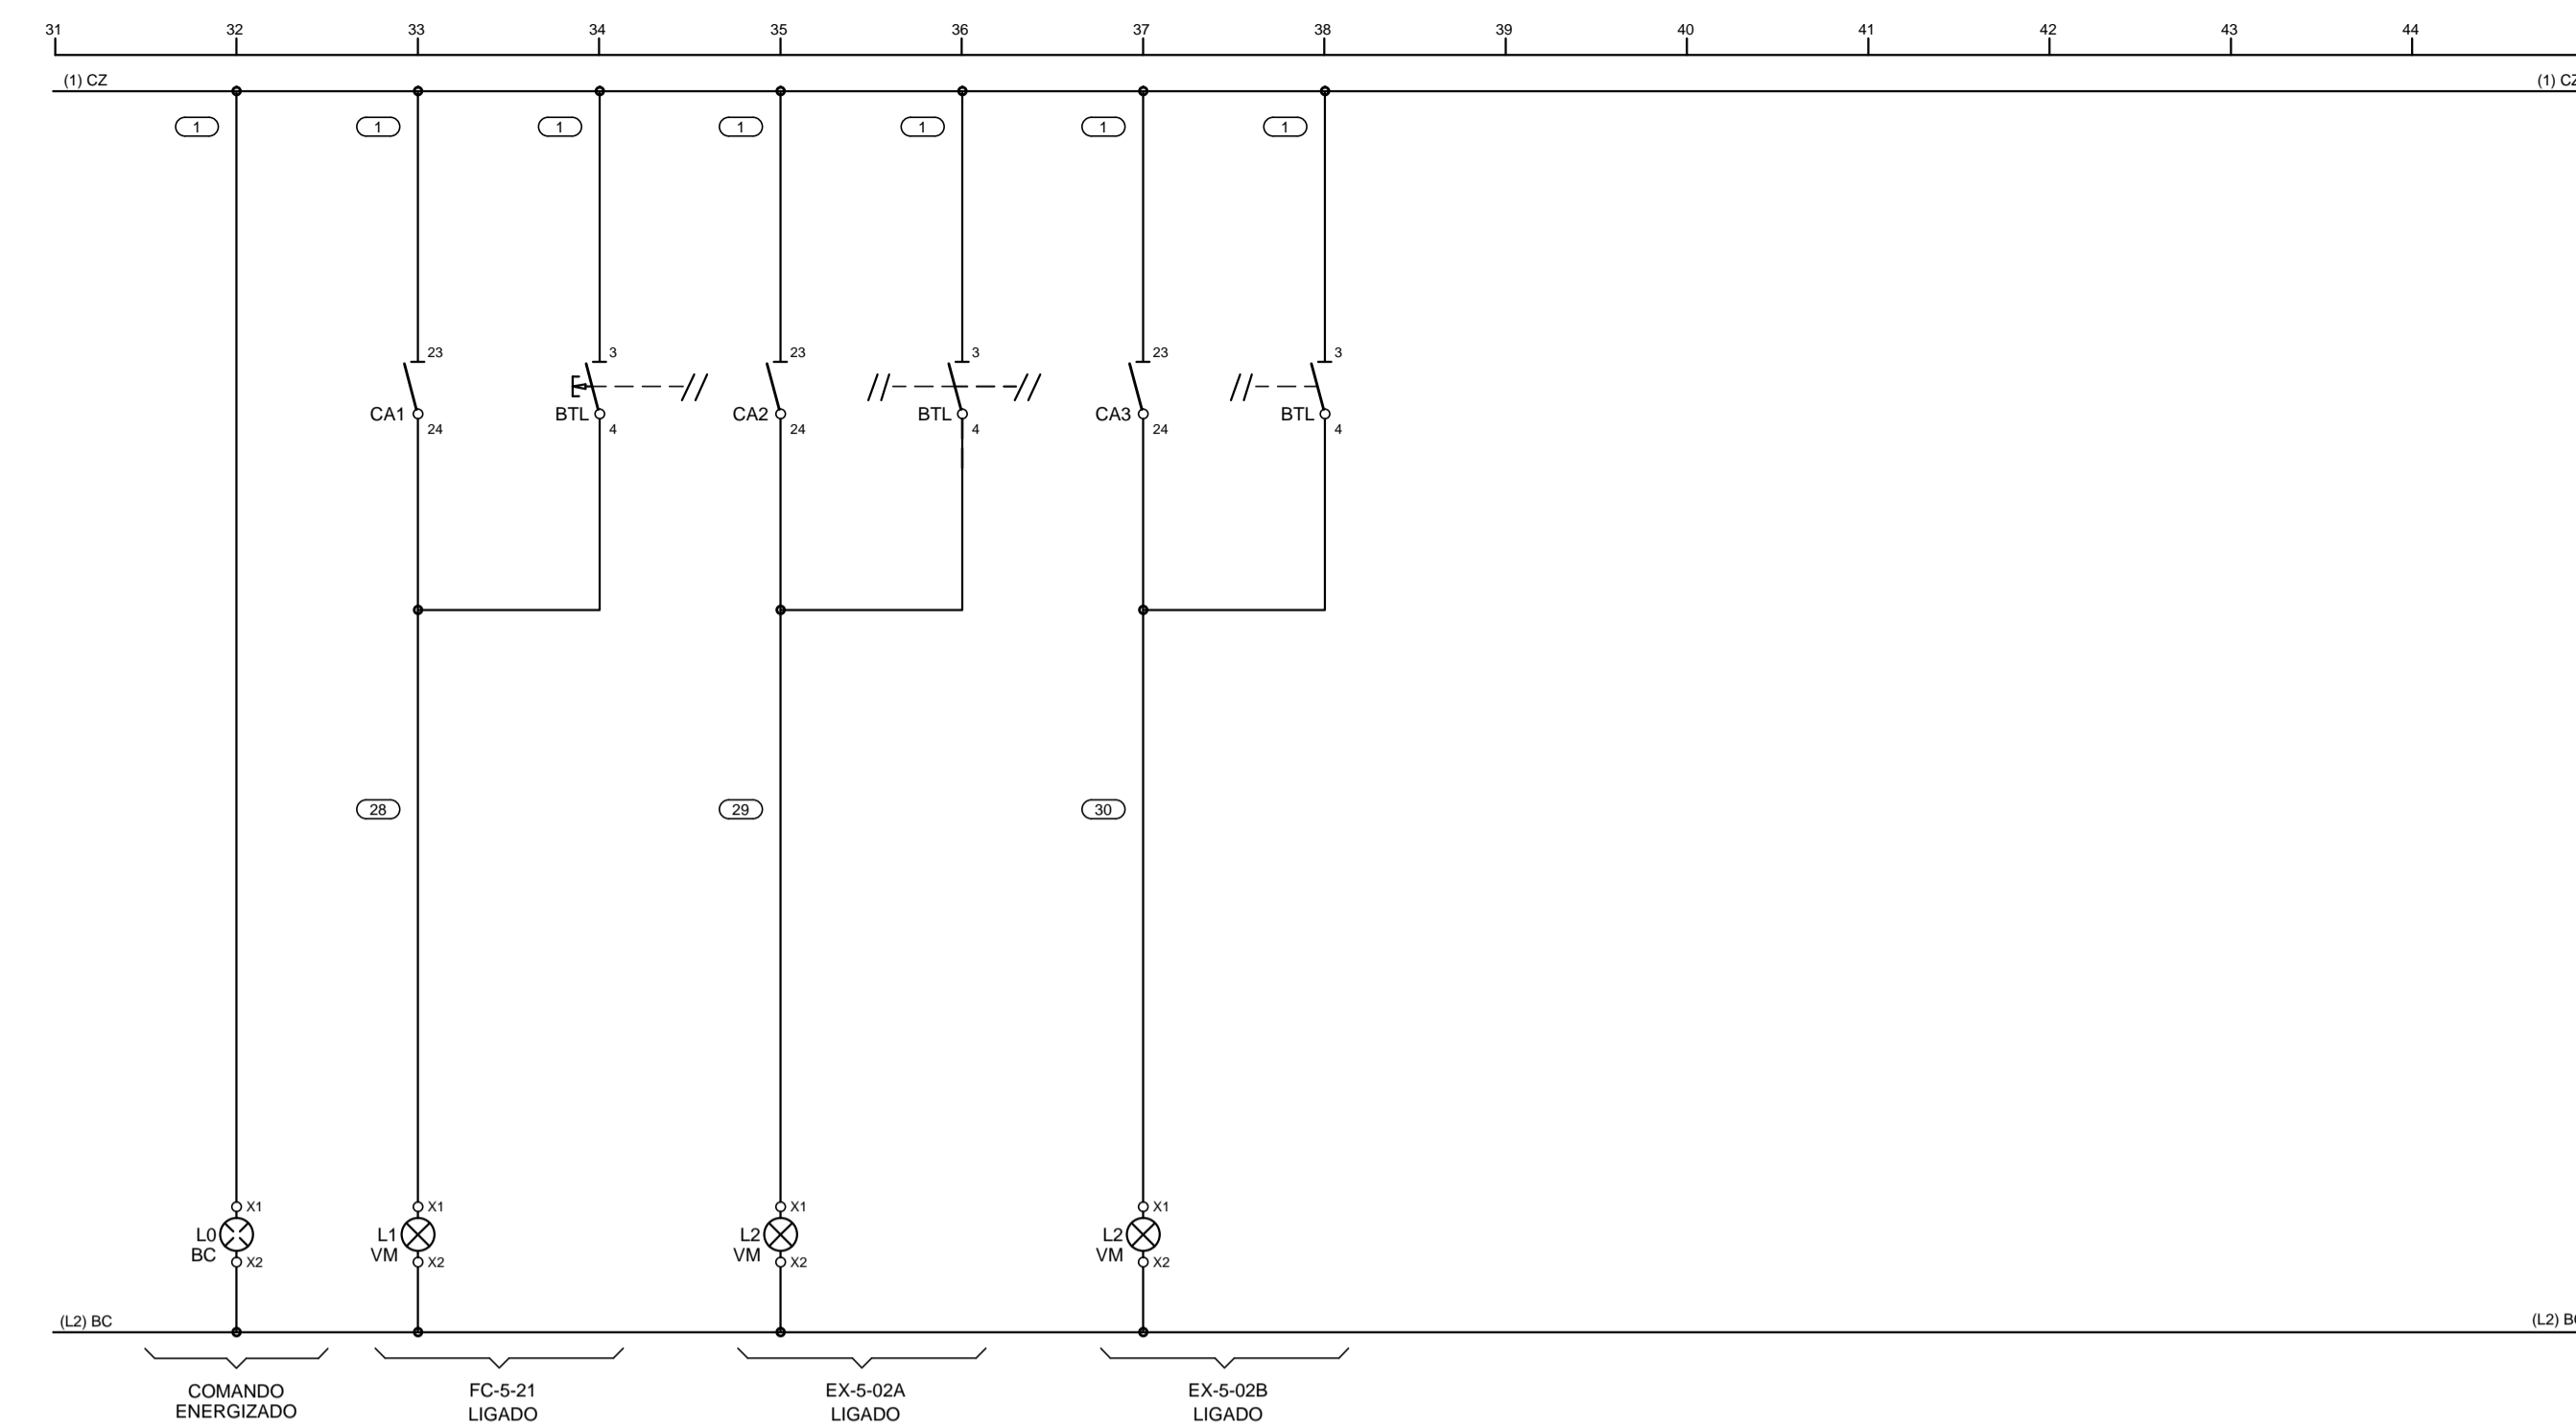 31 32 33 34 35 36 37 38 39 40 41 42 43 44
(1) CZ (1) CZ
1 1 1 1 1 1 1
23 3 23 3 23 3
CA1 BTL CA2 BTL CA3 BTL
24 4 24 4 24 4
28 29 30
X1 X1 X1 X1
L0 L1 L2 L2
BC VM VM VM
X2 X2 X2 X2
(L2) BC (L2) BC
COMANDO FC-5-21 EX-5-02A EX-5-02B
ENERGIZADO LIGADO LIGADO LIGADO